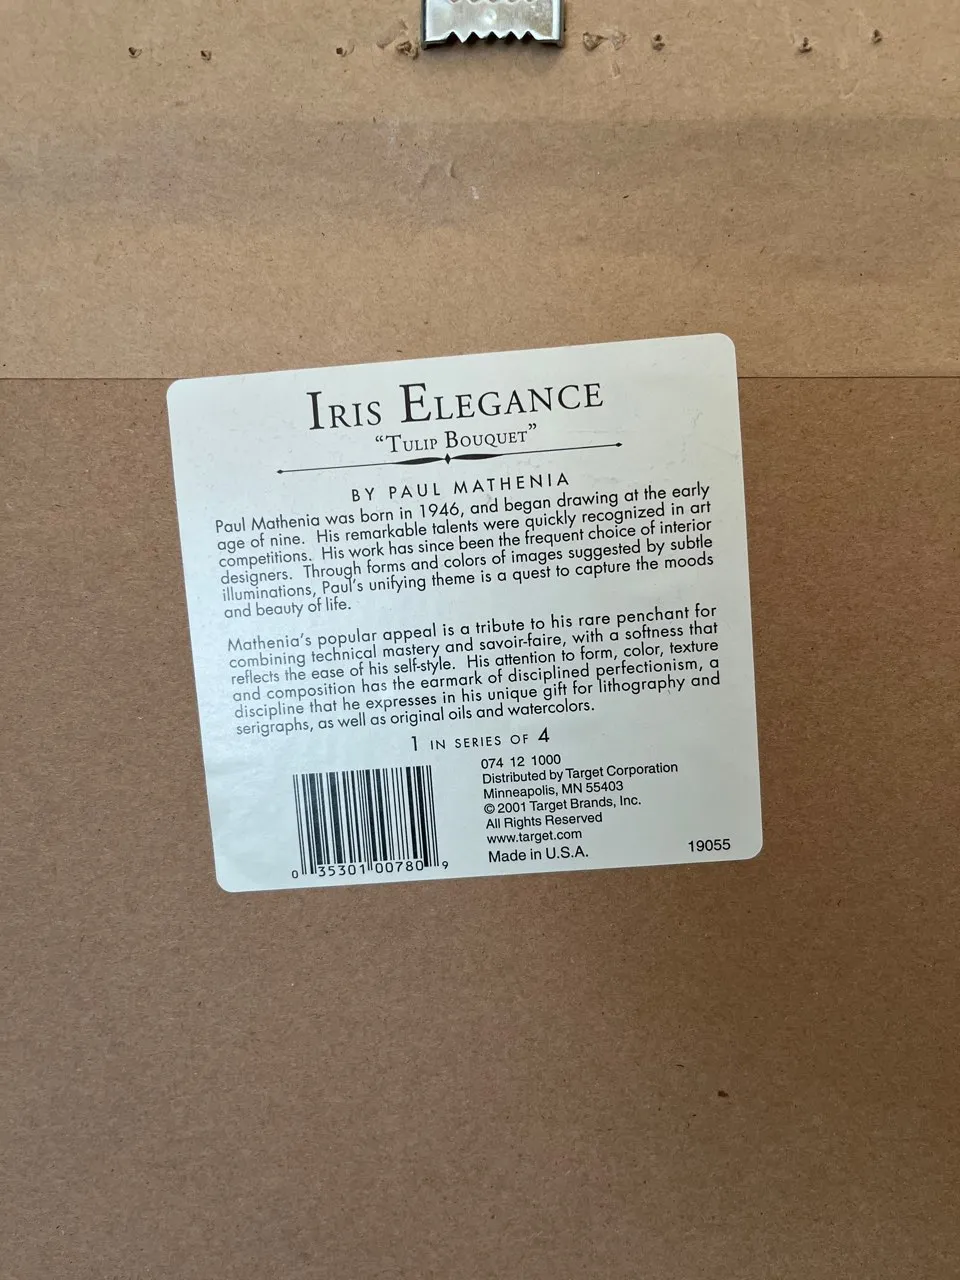 IRIS ELEGANCE
"TULIP BOUQUET"
BY PAUL MATHENIA
Paul Mathenia was born in 1946, and began drawing at the early
age of nine. His remarkable talents were quickly recognized in art
competitions. His work has since been the frequent choice of interior
designers. Through forms and colors of images suggested by subtle
illuminations, Paul's unifying theme is a quest to capture the moods
and beauty of life.
Mathenia's popular appeal is a tribute to his rare penchant for
combining technical mastery and savoir-faire, with a softness that
reflects the ease of his self-style. His attention to form, color, texture
and composition has the earmark of disciplined perfectionism, a
discipline that he expresses in his unique gift for lithography and
serigraphs, as well as original oils and watercolors.
1 IN SERIES OF 4
074 12 1000
Distributed by Target Corporation
Minneapolis, MN 55403
© 2001 Target Brands, Inc.
All Rights Reserved
www.target.com
Made in U.S.A.
19055
0 35301 00780 9